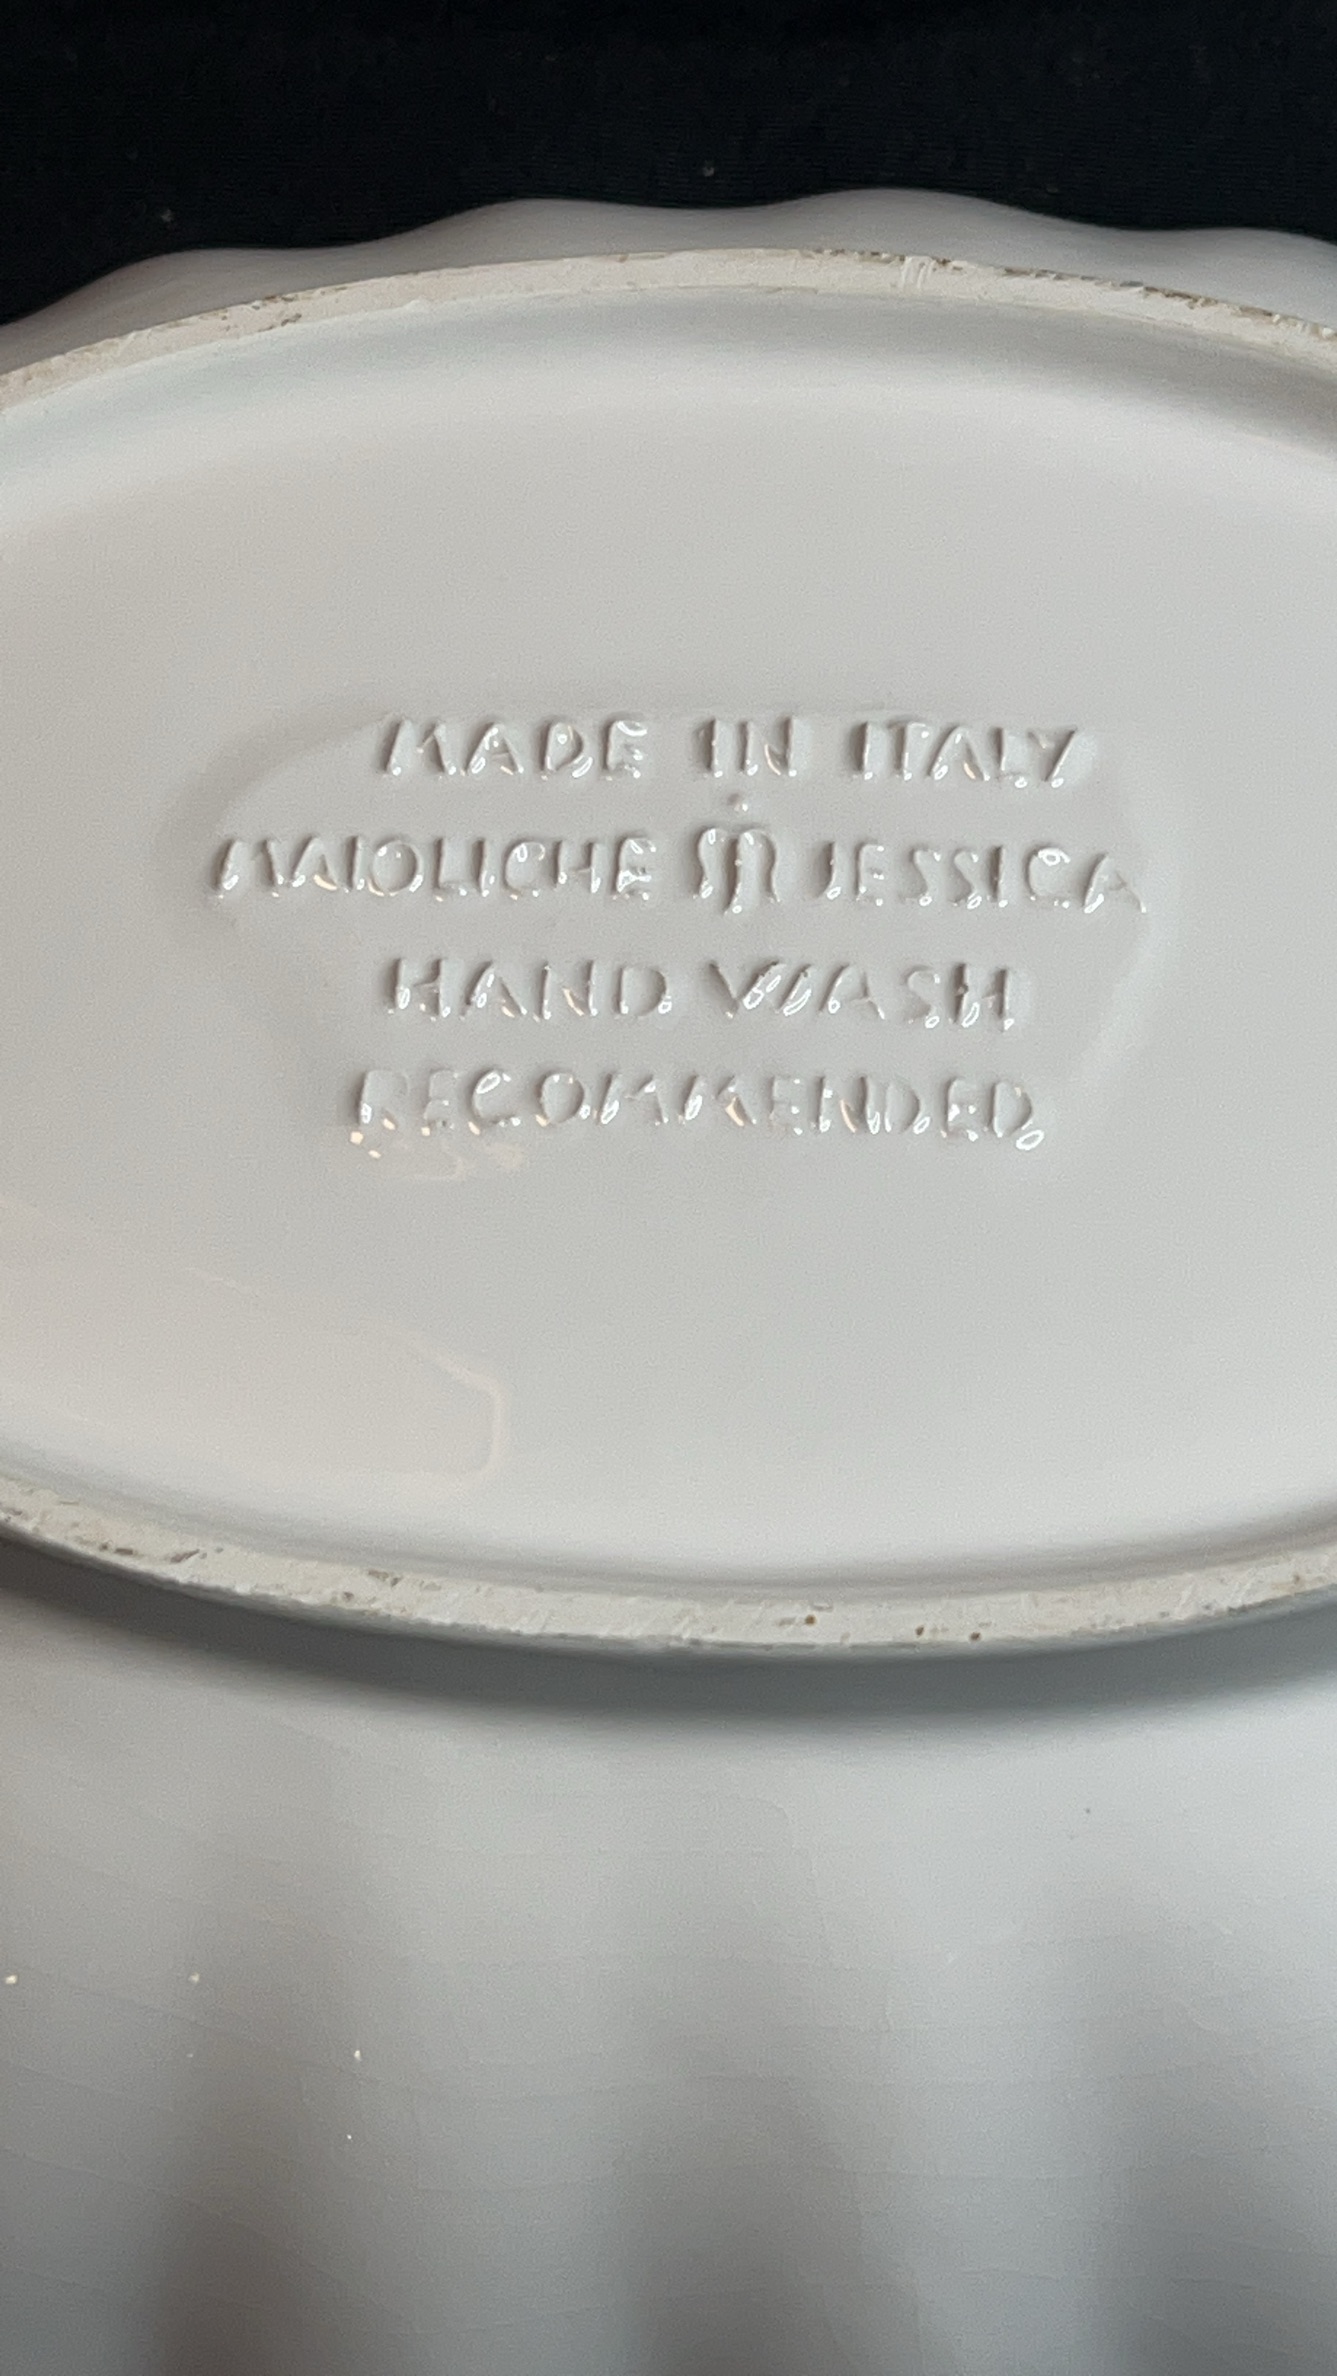 MADE IN ITALY
MAIOLICHE JESSICA
HAND WASH
RECOMMENDED